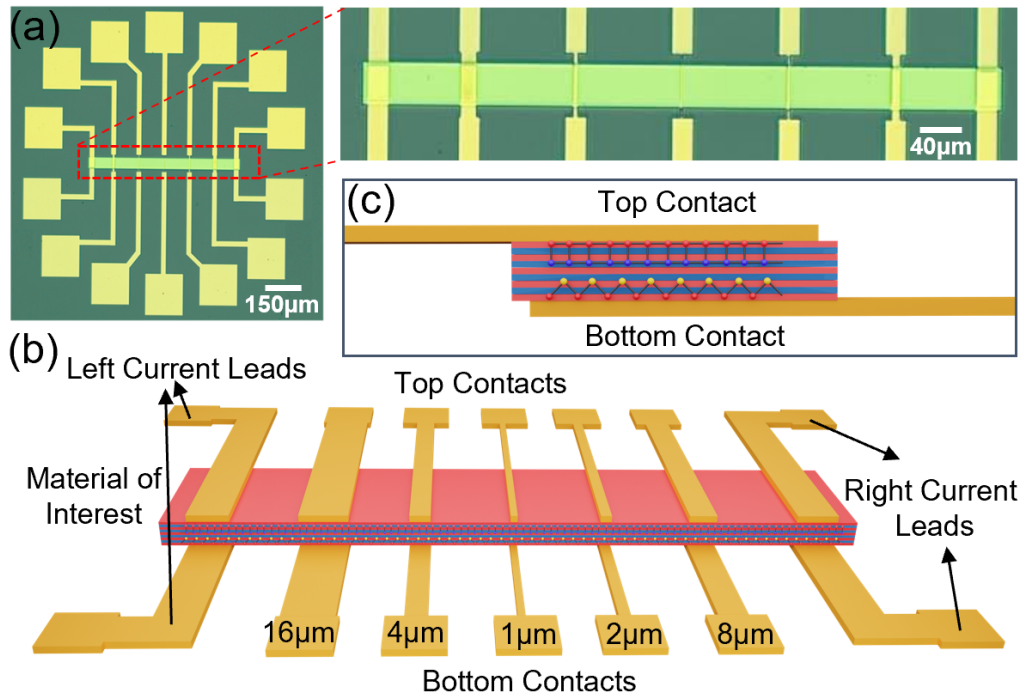 (a)
150μm
40μm
(c)
Top Contact
Bottom Contact
(b)
Left Current Leads
Top Contacts
Material of
Interest
Right Current
Leads
16μm
4μm
1μm
2μm
8μm
Bottom Contacts